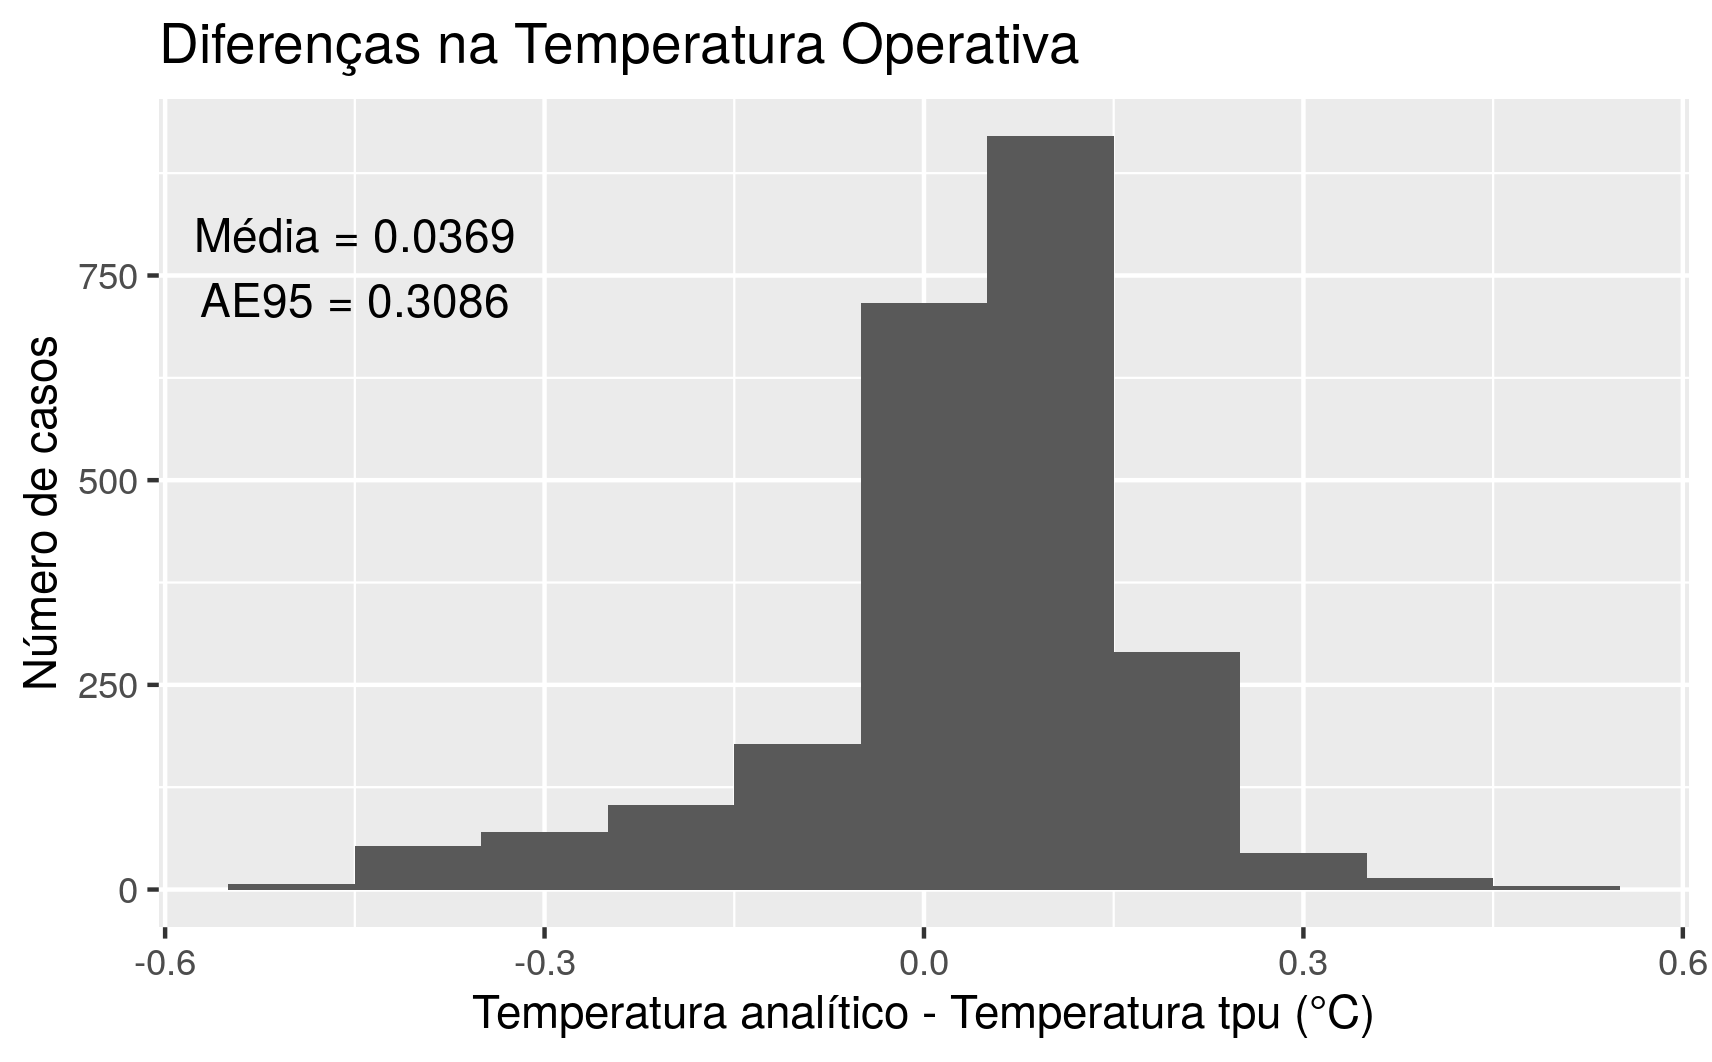 Diferenças na Temperatura Operativa
Média = 0.0369
AE95 = 0.3086
Número de casos
750
500
250
0
-0.6
-0.3
0.0
0.3
0.6
Temperatura analítico - Temperatura tpu (°C)